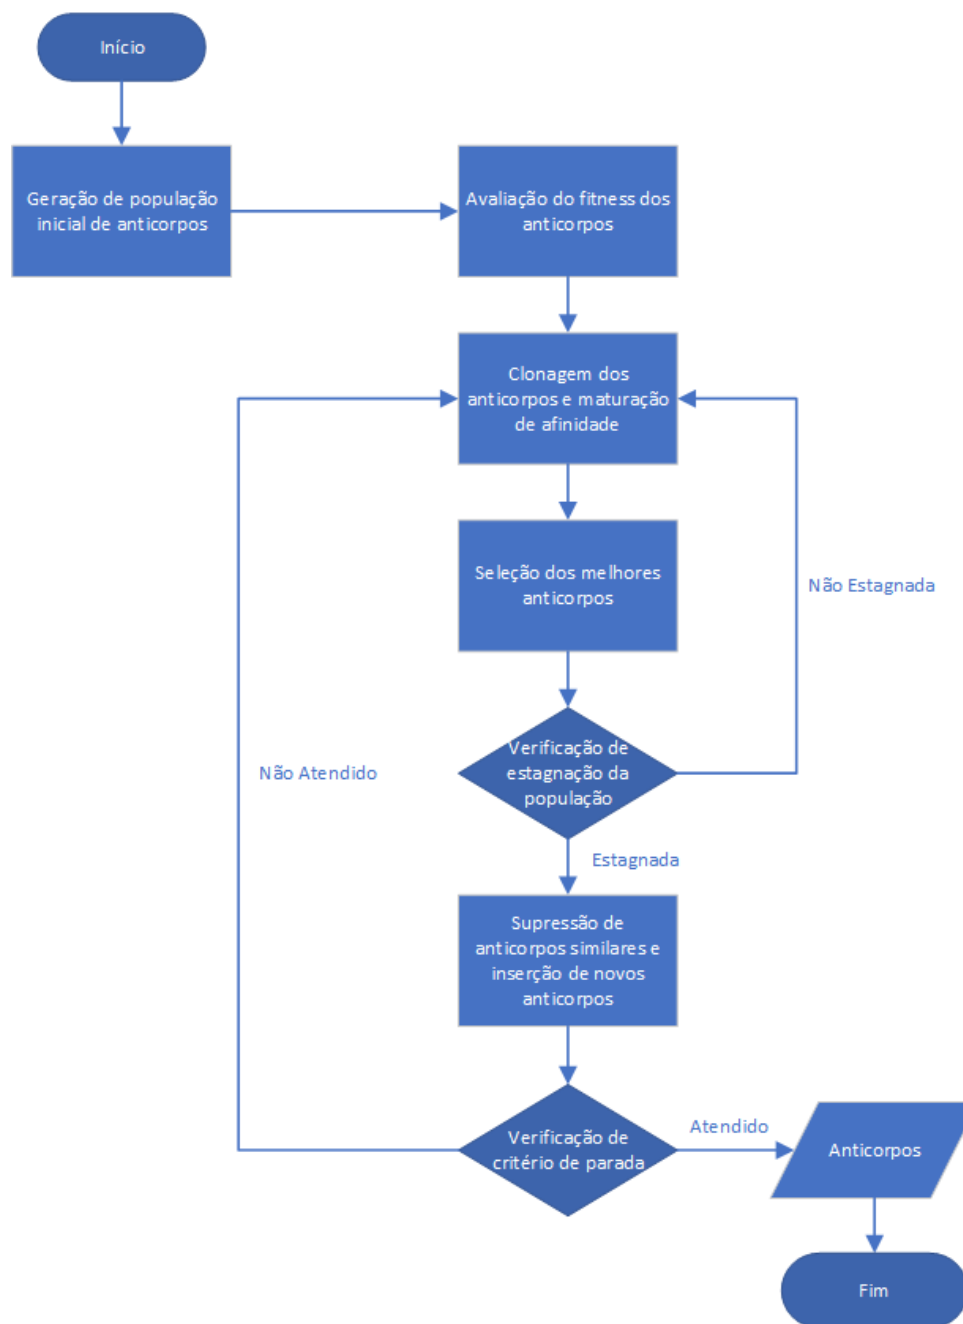 Início
Geração de população
inicial de anticorpos
Avaliação do fitness dos
anticorpos
Clonagem dos
anticorpos e maturação
de afinidade
Seleção dos melhores
anticorpos
Não Estagnada
Verificação de
estagnação da
população
Não Atendido
Estagnada
Supressão de
anticorpos similares e
inserção de novos
anticorpos
Verificação de
critério de parada
Atendido
Anticorpos
Fim